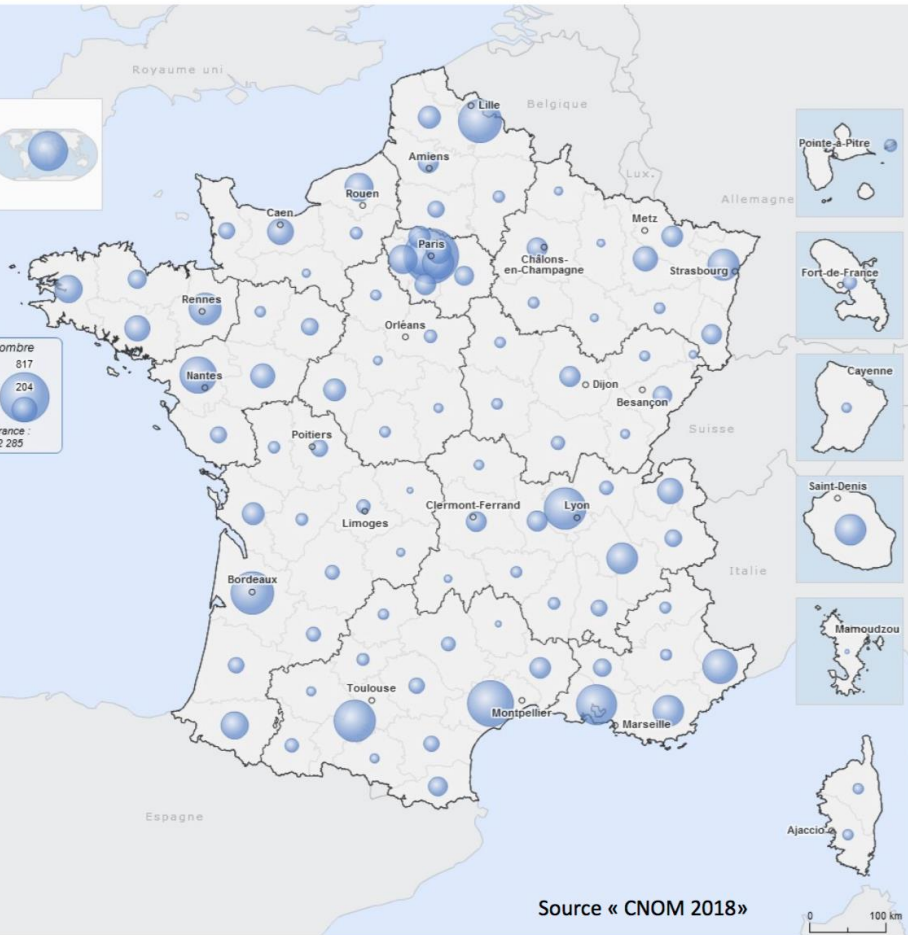 Royaume uni
Lille
Belgique
Pointe-à-Pitre
Amiens
Lux.
Allemagne
Rouen
Caen
Metz
Paris
Châlons-
en-Champagne
Strasbourg
Fort-de-France
Rennes
Orléans
ombre
817
204
rance :
2 285
Nantes
Dijon
Besançon
Cayenne
Suisse
Poitiers
Saint-Denis
Clermont-Ferrand
Lyon
Limoges
Italie
Bordeaux
Mamoudzou
Toulouse
Montpellier
Marseille
Espagne
Ajaccio
Source « CNOM 2018»
0
100 km